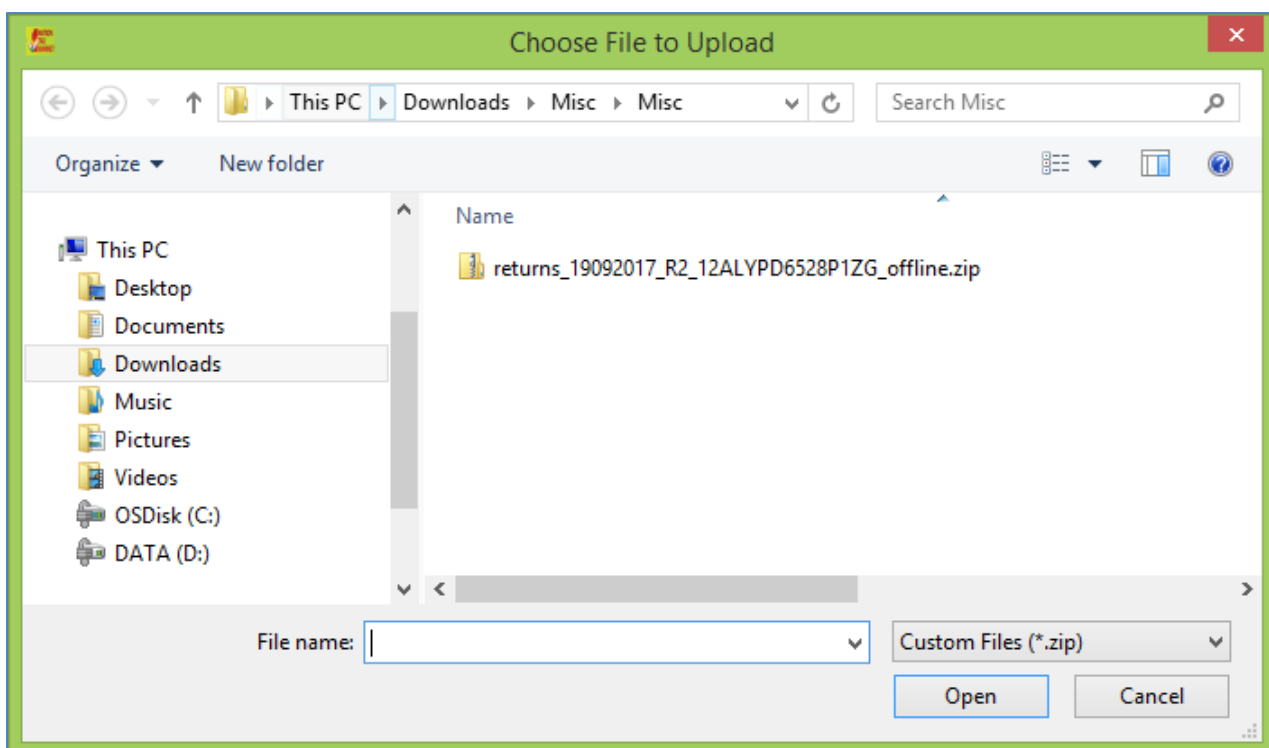 Choose File to Upload
This PC Downloads Misc Misc
Search Misc
Organize
New folder
This PC
Desktop
Documents
Downloads
Music
Pictures
Videos
OSDisk (C:)
DATA (D:)
Name
returns_19092017_R2_12ALYPD6528P1ZG_offline.zip
File name:
Custom Files (*.zip)
Open
Cancel